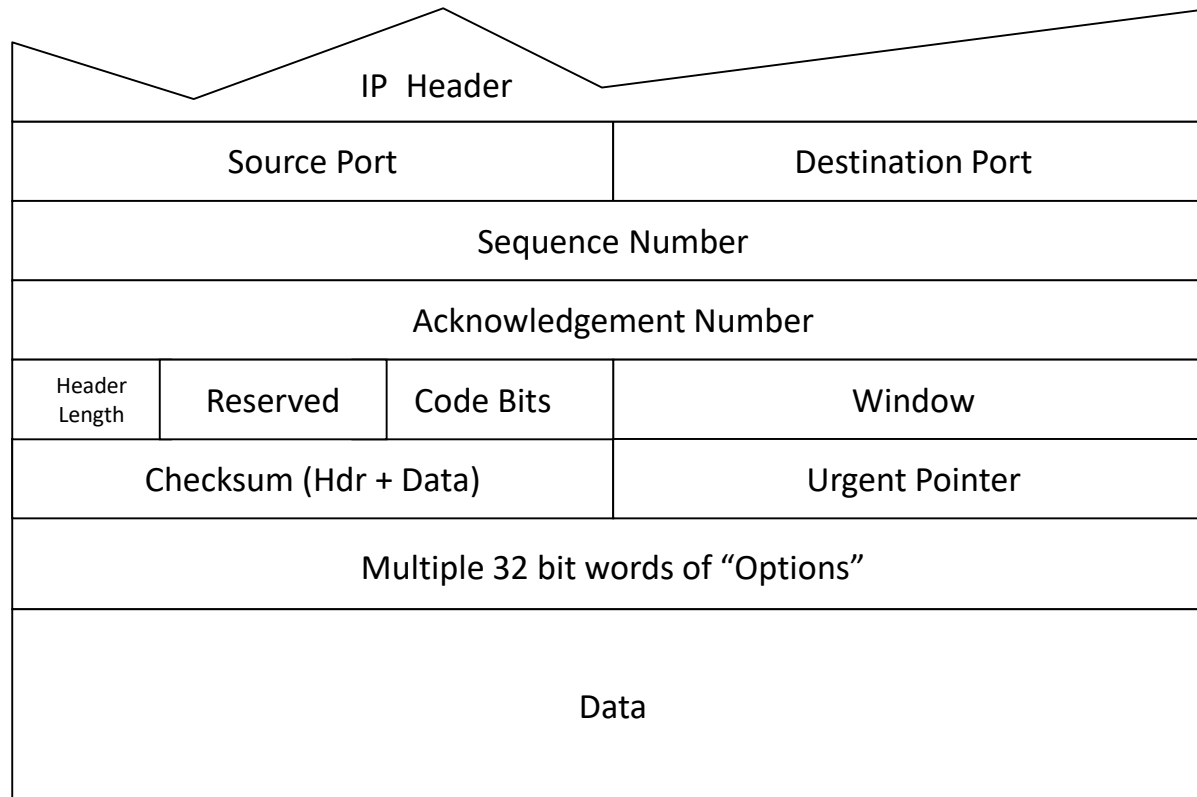 IP Header
Source Port
Destination Port
Sequence Number
Acknowledgement Number
Header
Length
Reserved
Code Bits
Window
Checksum (Hdr + Data)
Urgent Pointer
Multiple 32 bit words of “Options”
Data